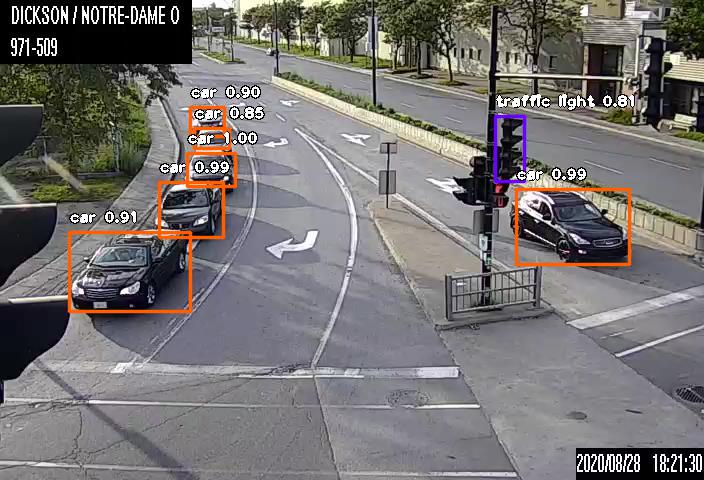 DICKSON / NOTRE-DAME O
971-509
car 0.90
car 0.85
car 1.00
car 0.99
car 0.91
traffic light 0.81
car 0.99
2020/08/28 18:21:30